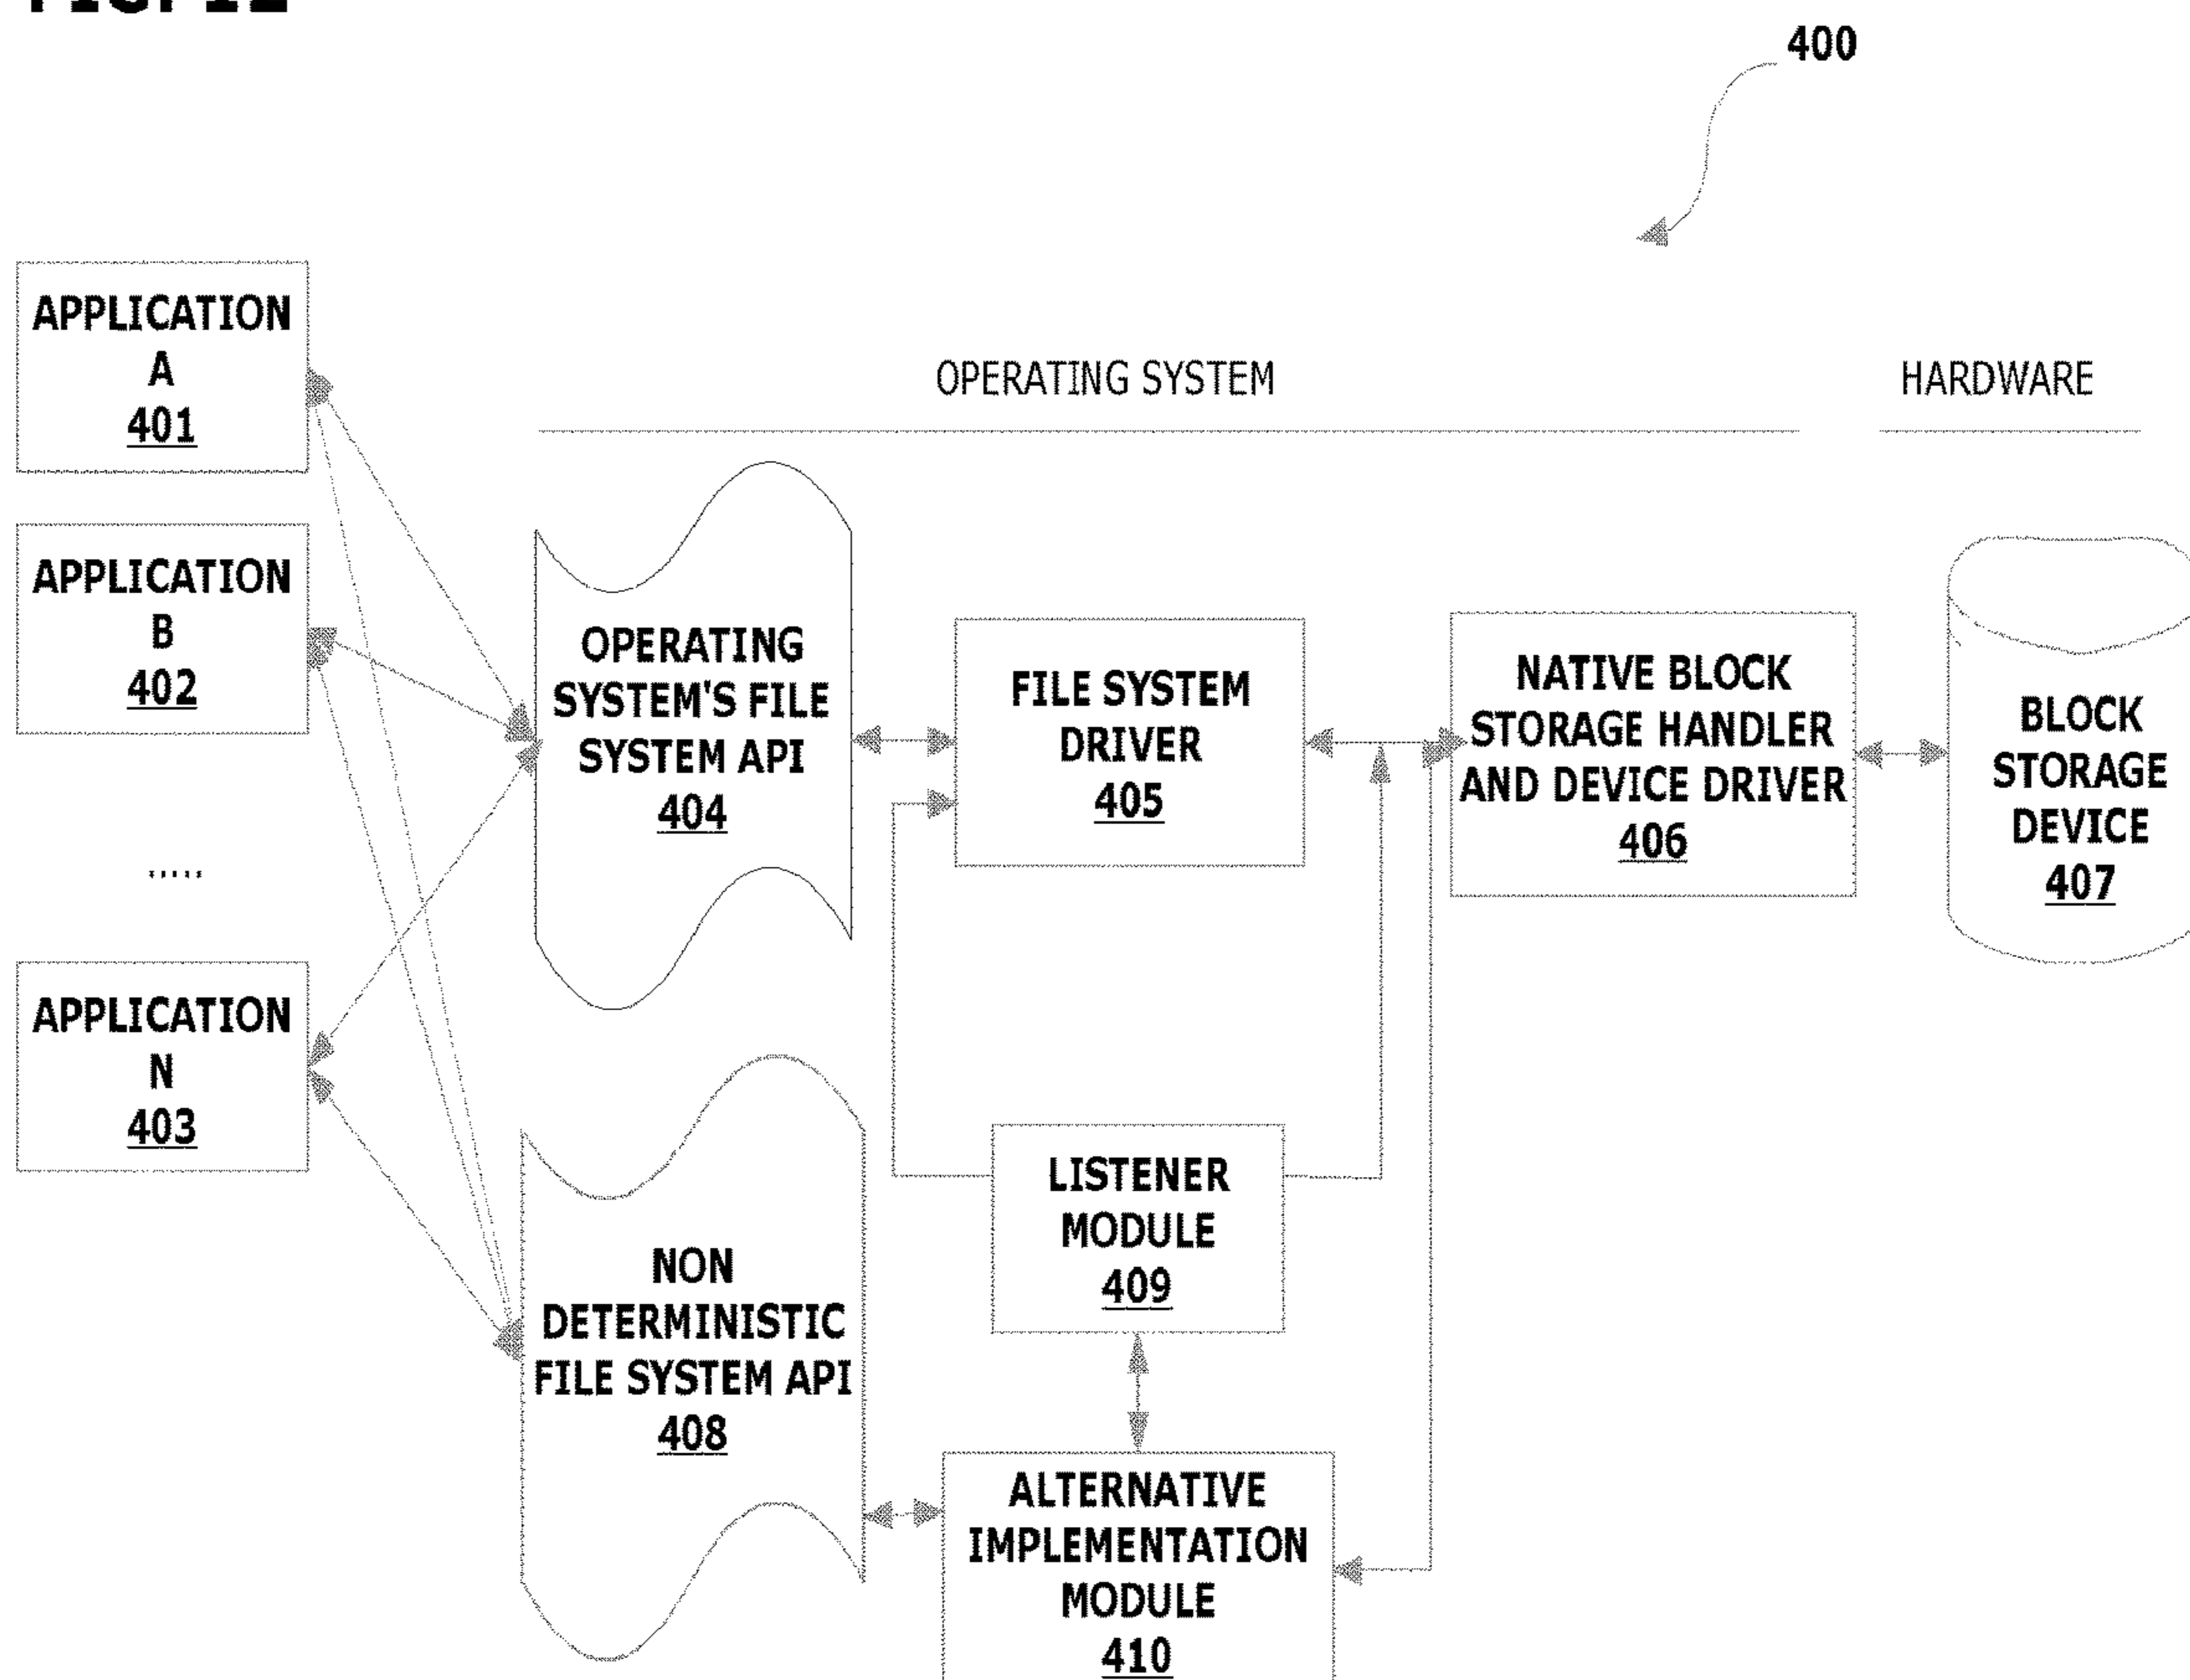 400
OPERATING SYSTEM
HARDWARE
APPLICATION
A
401
APPLICATION
B
402
.....
APPLICATION
N
403
OPERATING
SYSTEM'S FILE
SYSTEM API
404
FILE SYSTEM
DRIVER
405
NATIVE BLOCK
STORAGE HANDLER
AND DEVICE DRIVER
406
BLOCK
STORAGE
DEVICE
407
NON
DETERMINISTIC
FILE SYSTEM API
408
LISTENER
MODULE
409
ALTERNATIVE
IMPLEMENTATION
MODULE
410